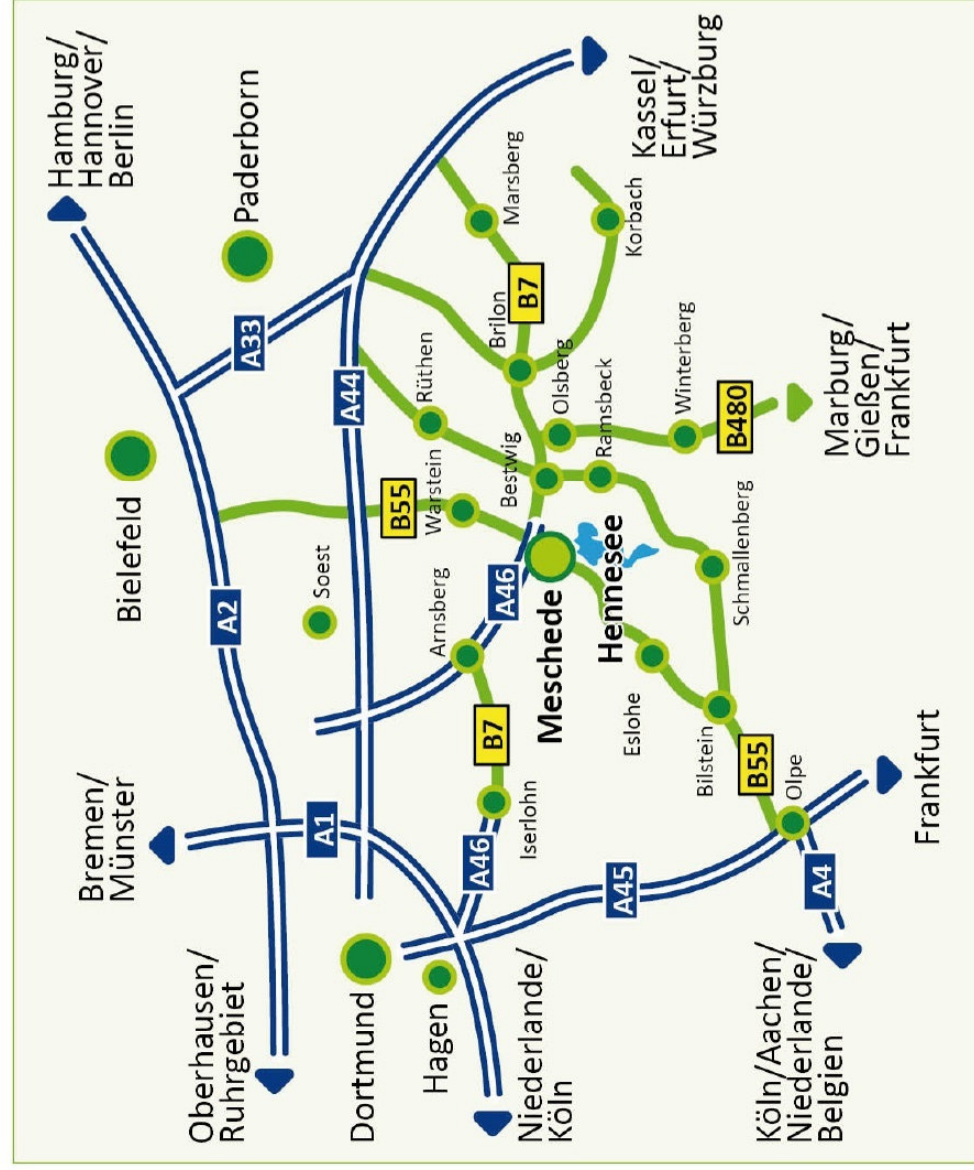 Hamburg/
Hannover/
Berlin
Bremen/
Münster
Bielefeld
Paderborn
Oberhausen/
Ruhrgebiet
A2
A33
A1
Soest
A44
B55
Dortmund
Hagen
Arnsberg
Warstein
Rüthen
Brilon
Marsberg
B7
A46
Iserlohn
B7
A46
Bestwig
Olsberg
Meschede
Hennesee
Ramsbeck
Korbach
Kassel/
Erfurt/
Würzburg
Niederlande/
Köln
A45
Eslohe
Winterberg
Bilstein
Schmallenberg
B480
B55
Olpe
A4
Köln/Aachen/
Niederlande/
Belgien
Frankfurt
Marburg/
Gießen/
Frankfurt